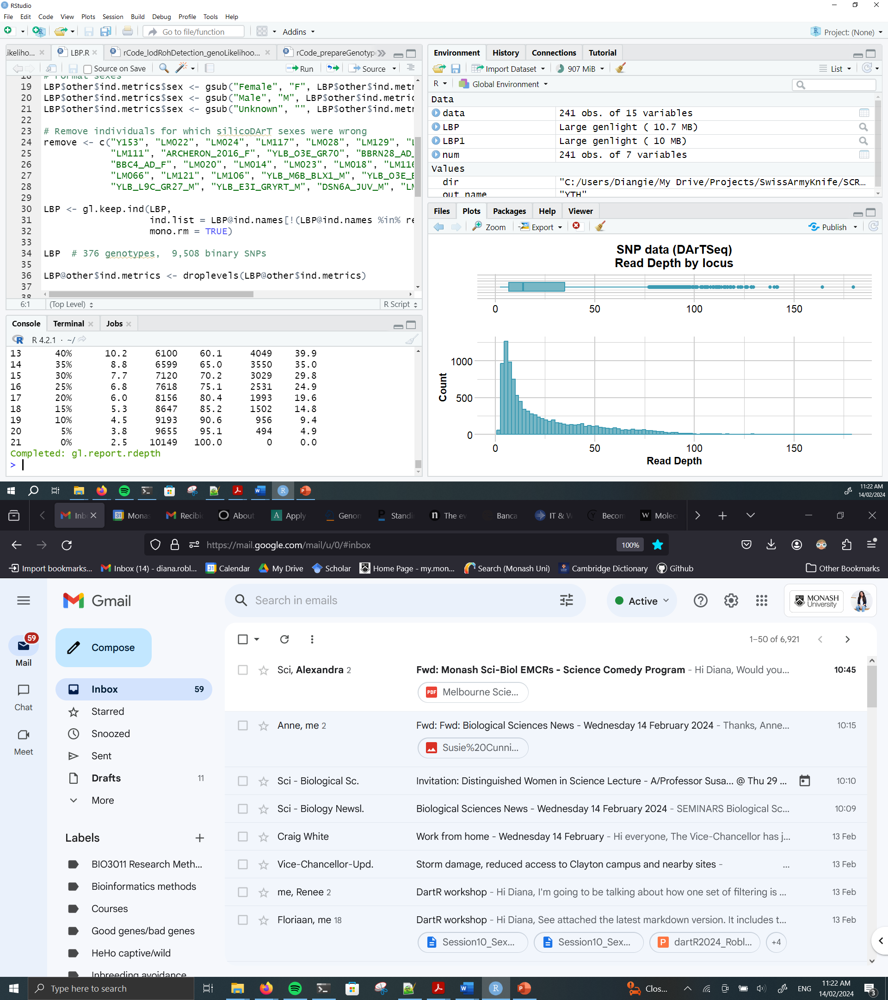 RStudio
File Edit Code View Plots Session Build Debug Profile Tools Help
Go to file/function
Addins
Project: (None)
ikeliho...
LBP.R
rCode_lodRohDetection_genoLikelihoo...
rCode_prepareGenotyp
Source on Save
Run
Source
18 # Format sexes
19 LBP$other$ind.metrics$sex <- gsub("Female", "F", LBP$other$ind.metr
20 LBP$other$ind.metrics$sex <- gsub("Male", "M", LBP$other$ind.metric
21 LBP$other$ind.metrics$sex <- gsub("Unknown", "", LBP$other$ind.metr
22
23 # Remove individuals for which silicoDArT sexes were wrong
24 remove <- c("Y153", "LM022", "LM024", "LM117", "LM028", "LM129", "L
25 "LM111", "ARCHERON_2016_F", "YLB_O3E_GR70", "BBRN28_AD_
26 "BBC4_AD_F", "LM020", "LM014", "LM023", "LM018", "LM116
27 "LM066", "LM121", "LM106", "YLB_M6B_BLX1_M", "YLB_O3E_B
28 "YLB_L9C_GR27_M", "YLB_E3I_GRYRT_M", "DSN6A_JUV_M", "LM
29
30 LBP <- gl.keep.ind(LBP,
31 ind.list = LBP@ind.names[!(LBP@ind.names %in% re
32 mono.rm = TRUE)
33
34 LBP # 376 genotypes, 9,508 binary SNPs
35
36 LBP@other$ind.metrics <- droplevels(LBP@other$ind.metrics)
37
38
6:1 (Top Level) R Script
Console Terminal Jobs
R 4.2.1 · ~/
13 40% 10.2 6100 60.1 4049 39.9
14 35% 8.8 6599 65.0 3550 35.0
15 30% 7.7 7120 70.2 3029 29.8
16 25% 6.8 7618 75.1 2531 24.9
17 20% 6.0 8156 80.4 1993 19.6
18 15% 5.3 8647 85.2 1502 14.8
19 10% 4.5 9193 90.6 956 9.4
20 5% 3.8 9655 95.1 494 4.9
21 0% 2.5 10149 100.0 0 0.0
Completed: gl.report.rdepth
>
Environment History Connections Tutorial
Import Dataset 907 MiB List
R Global Environment
Data
data 241 obs. of 15 variables
LBP Large genlight ( 10.7 MB)
LBP1 Large genlight ( 10 MB)
num 241 obs. of 7 variables
Values
dir "C:/Users/Diangie/My Drive/Projects/SwissArmyKnife/SCR...
out_name "YTH"
Files Plots Packages Help Viewer
Zoom Export Publish
SNP data (DArTSeq)
Read Depth by locus
0 50 100 150
1000
500
0
Count
0 50 100 150
Read Depth
11:22 AM
14/02/2024
Inb
Monas
Recibi
About
Apply
Genon
Standi
The ev
Banca
IT & W
Becom
Molec
https://mail.google.com/mail/u/0/#inbox
100%
Import bookmarks... Inbox (14) - diana.robl... Calendar My Drive Scholar Home Page - my.mon... Search (Monash Uni) Cambridge Dictionary Github Other Bookmarks
Gmail
Search in emails
Active
MONASH
University
59
Mail
Chat
Meet
Compose
Inbox 59
Starred
Snoozed
Sent
Drafts 11
More
Labels
BIO3011 Research Meth...
Bioinformatics methods
Courses
Good genes/bad genes
HeHo captive/wild
Inbreeding avoidance
1–50 of 6,921
Sci, Alexandra 2 Fwd: Monash Sci-Biol EMCRs - Science Comedy Program - Hi Diana, Would you... 10:45
PDF Melbourne Scie...
Anne, me 2 Fwd: Fwd: Biological Sciences News - Wednesday 14 February 2024 - Thanks, Anne... 10:15
Susie%20Cunni...
Sci - Biological Sc. Invitation: Distinguished Women in Science Lecture - A/Professor Susa... @ Thu 29 ... 10:10
Sci - Biology Newsl. Biological Sciences News - Wednesday 14 February 2024 - SEMINARS Biological Sc... 10:09
Craig White Work from home - Wednesday 14 February - Hi everyone, The Vice-Chancellor has j... 13 Feb
Vice-Chancellor-Upd. Storm damage, reduced access to Clayton campus and nearby sites - ... 13 Feb
me, Renee 2 DartR workshop - Hi Diana, I'm going to be talking about how one set of filtering is ... 13 Feb
Floriaan, me 18 DartR workshop - Hi Diana, See attached the latest markdown version. It includes t... 13 Feb
Session10_Sex... Session10_Sex... dartR2024_Robl... +4
Type here to search
Clos...
ENG
11:22 AM
14/02/2024
3